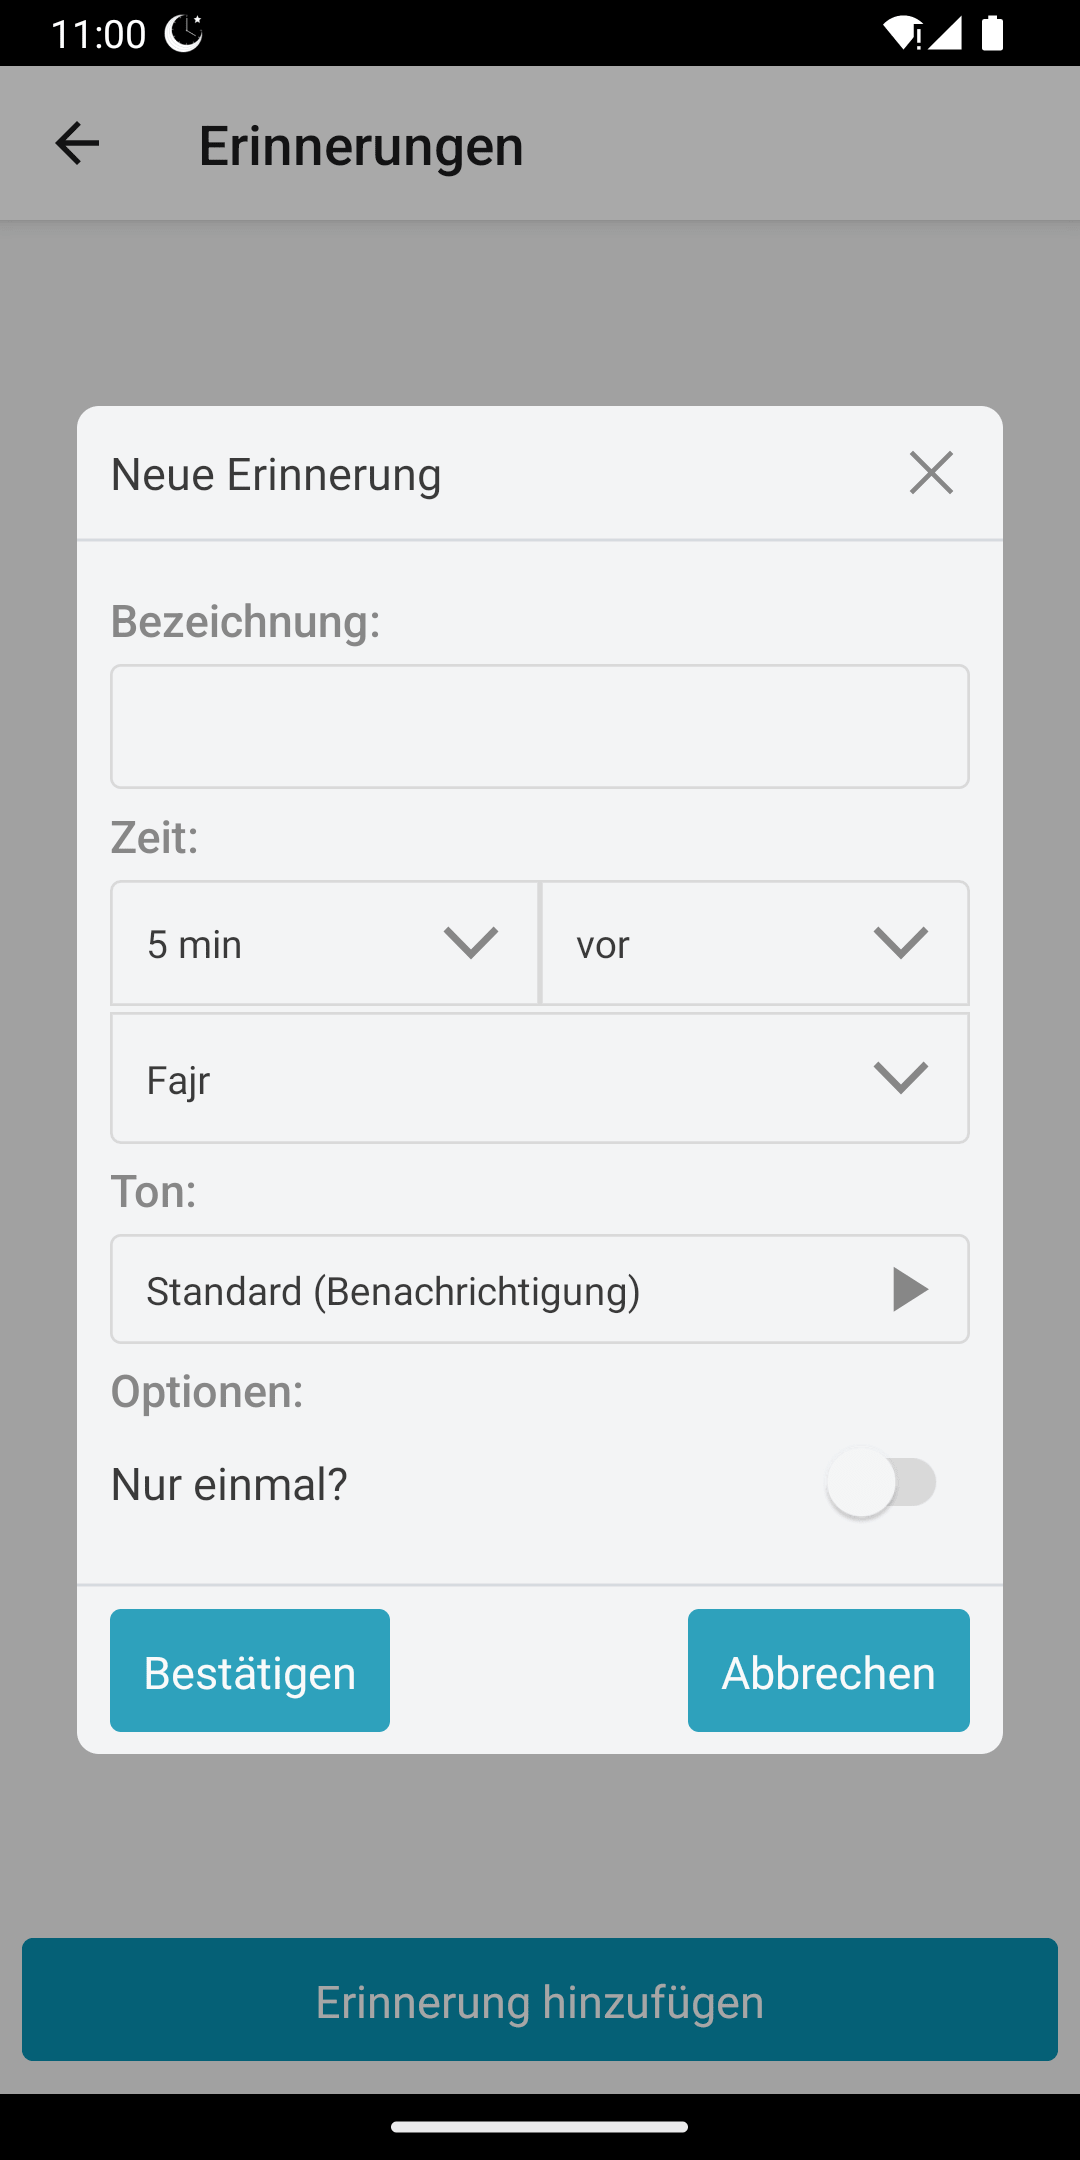 11:00
Erinnerungen
Neue Erinnerung
Bezeichnung:
Zeit:
5 min
vor
Fajr
Ton:
Standard (Benachrichtigung)
Optionen:
Nur einmal?
Bestätigen
Abbrechen
Erinnerung hinzufügen